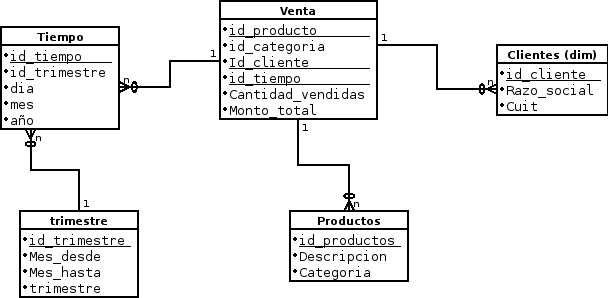 Venta
id_producto
id_categoria
Id_cliente
id_tiempo
Cantidad_vendidas
Monto_total
Tiempo
id_tiempo
id_trimestre
dia
mes
año
Clientes (dim)
id_cliente
Razo_social
Cuit
1
1
n
n
1
n
1
n
trimestre
id_trimestre
Mes_desde
Mes_hasta
trimestre
Productos
id_productos
Descripcion
Categoria